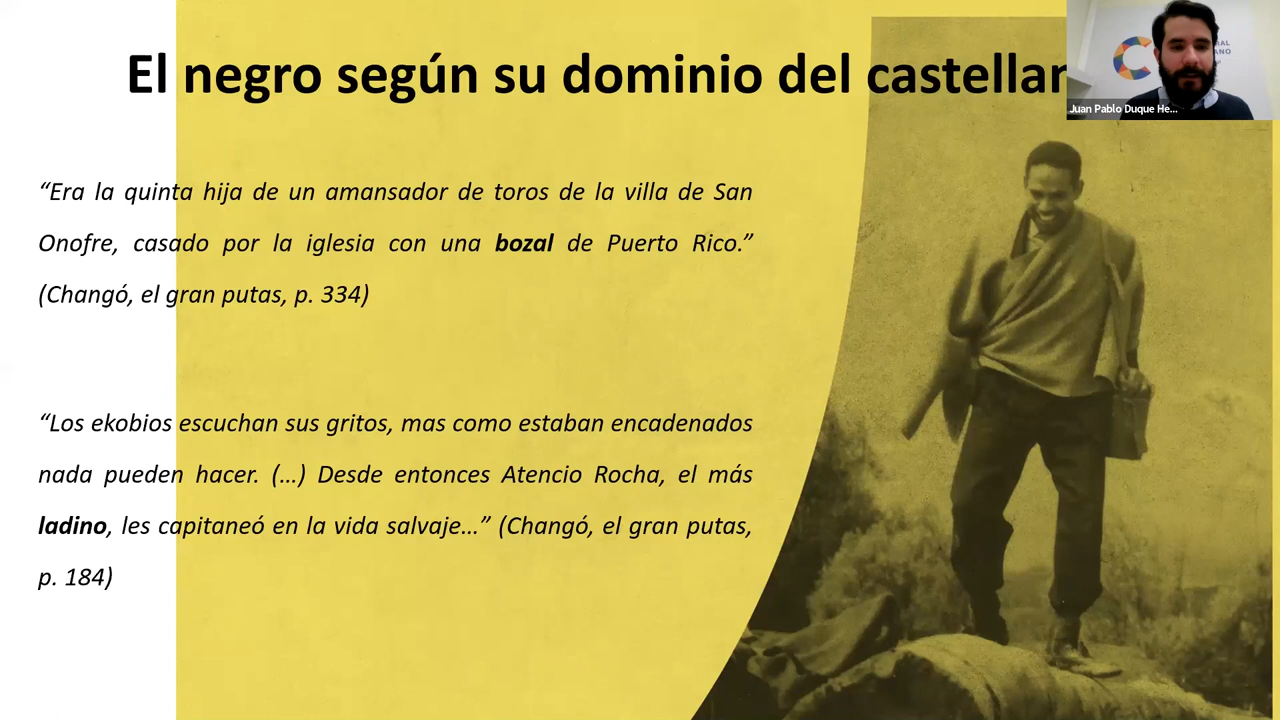 El negro según su dominio del castellan
Juan Pablo Duque He...
“Era la quinta hija de un amansador de toros de la villa de San
Onofre, casado por la iglesia con una bozal de Puerto Rico.”
(Changó, el gran putas, p. 334)
“Los ekobios escuchan sus gritos, mas como estaban encadenados
nada pueden hacer. (...) Desde entonces Atencio Rocha, el más
ladino, les capitaneó en la vida salvaje...” (Changó, el gran putas,
p. 184)